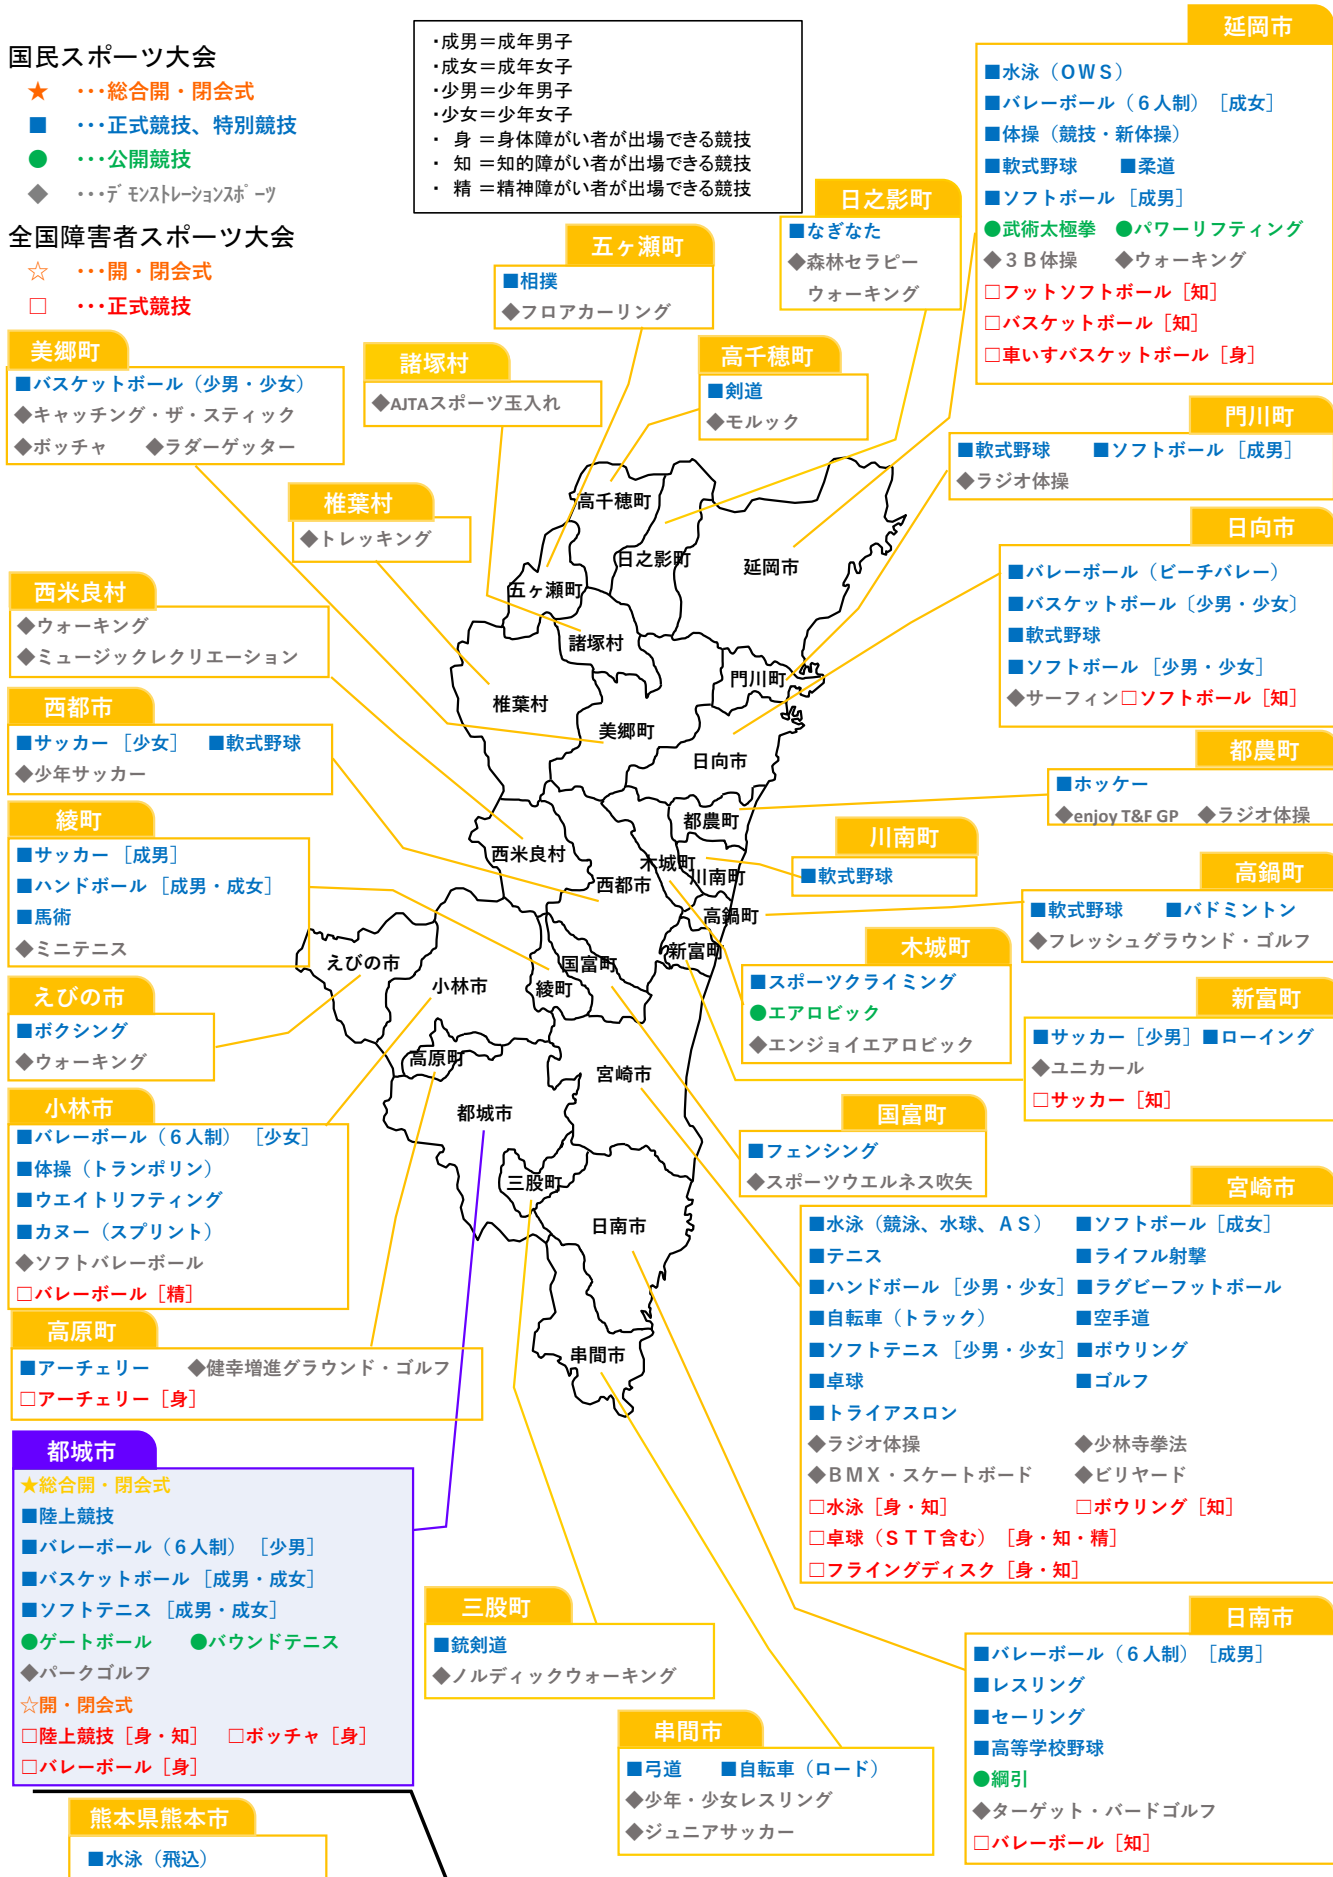 国民スポーツ大会
★ …総合開・閉会式
■ …正式競技、特別競技
● …公開競技
◆ …デモンストレーションスポーツ
全国障害者スポーツ大会
☆ …開・閉会式
□ …正式競技
・成男＝成年男子
・成女＝成年女子
・少男＝少年男子
・少女＝少年女子
・ 身 ＝身体障がい者が出場できる競技
・ 知 ＝知的障がい者が出場できる競技
・ 精 ＝精神障がい者が出場できる競技
延岡市
■水泳（ＯＷＳ）
■バレーボール（６人制）［成女］
■体操（競技・新体操）
■軟式野球 ■柔道
■ソフトボール［成男］
●武術太極拳 ●パワーリフティング
◆３Ｂ体操 ◆ウォーキング
□フットソフトボール［知］
□バスケットボール［知］
□車いすバスケットボール［身］
日之影町
■なぎなた
◆森林セラピー
ウォーキング
五ヶ瀬町
■相撲
◆フロアカーリング
高千穂町
■剣道
◆モルック
諸塚村
◆AJTAスポーツ玉入れ
美郷町
■バスケットボール（少男・少女）
◆キャッチング・ザ・スティック
◆ボッチャ ◆ラダーゲッター
門川町
■軟式野球 ■ソフトボール［成男］
◆ラジオ体操
椎葉村
◆トレッキング
日向市
■バレーボール（ビーチバレー）
■バスケットボール〔少男・少女〕
■軟式野球
■ソフトボール［少男・少女］
◆サーフィン□ソフトボール［知］
西米良村
◆ウォーキング
◆ミュージックレクリエーション
西都市
■サッカー［少女］ ■軟式野球
◆少年サッカー
都農町
■ホッケー
◆enjoy T&F GP ◆ラジオ体操
綾町
■サッカー［成男］
■ハンドボール［成男・成女］
■馬術
◆ミニテニス
川南町
■軟式野球
高鍋町
■軟式野球 ■バドミントン
◆フレッシュグラウンド・ゴルフ
木城町
■スポーツクライミング
●エアロビック
◆エンジョイエアロビック
えびの市
■ボクシング
◆ウォーキング
新富町
■サッカー［少男］■ローイング
◆ユニカール
□サッカー［知］
小林市
■バレーボール（６人制）［少女］
■体操（トランポリン）
■ウエイトリフティング
■カヌー（スプリント）
◆ソフトバレーボール
□バレーボール［精］
国富町
■フェンシング
◆スポーツウエルネス吹矢
宮崎市
■水泳（競泳、水球、ＡＳ） ■ソフトボール［成女］
■テニス ■ライフル射撃
■ハンドボール［少男・少女］ ■ラグビーフットボール
■自転車（トラック） ■空手道
■ソフトテニス［少男・少女］ ■ボウリング
■卓球 ■ゴルフ
■トライアスロン
◆ラジオ体操 ◆少林寺拳法
◆ＢＭＸ・スケートボード ◆ビリヤード
□水泳［身・知］ □ボウリング［知］
□卓球（ＳＴＴ含む）［身・知・精］
□フライングディスク［身・知］
高原町
■アーチェリー ◆健幸増進グラウンド・ゴルフ
□アーチェリー［身］
都城市
★総合開・閉会式
■陸上競技
■バレーボール（６人制）［少男］
■バスケットボール［成男・成女］
■ソフトテニス［成男・成女］
●ゲートボール ●バウンドテニス
◆パークゴルフ
☆開・閉会式
□陸上競技［身・知］ □ボッチャ［身］
□バレーボール［身］
三股町
■銃剣道
◆ノルディックウォーキング
日南市
■バレーボール（６人制）［成男］
■レスリング
■セーリング
■高等学校野球
●綱引
◆ターゲット・バードゴルフ
□バレーボール［知］
串間市
■弓道 ■自転車（ロード）
◆少年・少女レスリング
◆ジュニアサッカー
熊本県熊本市
■水泳（飛込）
高千穂町
日之影町
延岡市
五ヶ瀬町
諸塚村
門川町
椎葉村
美郷町
日向市
都農町
西米良村
木城町
川南町
西都市
高鍋町
新富町
えびの市
国富町
小林市
綾町
高原町
宮崎市
都城市
三股町
日南市
串間市